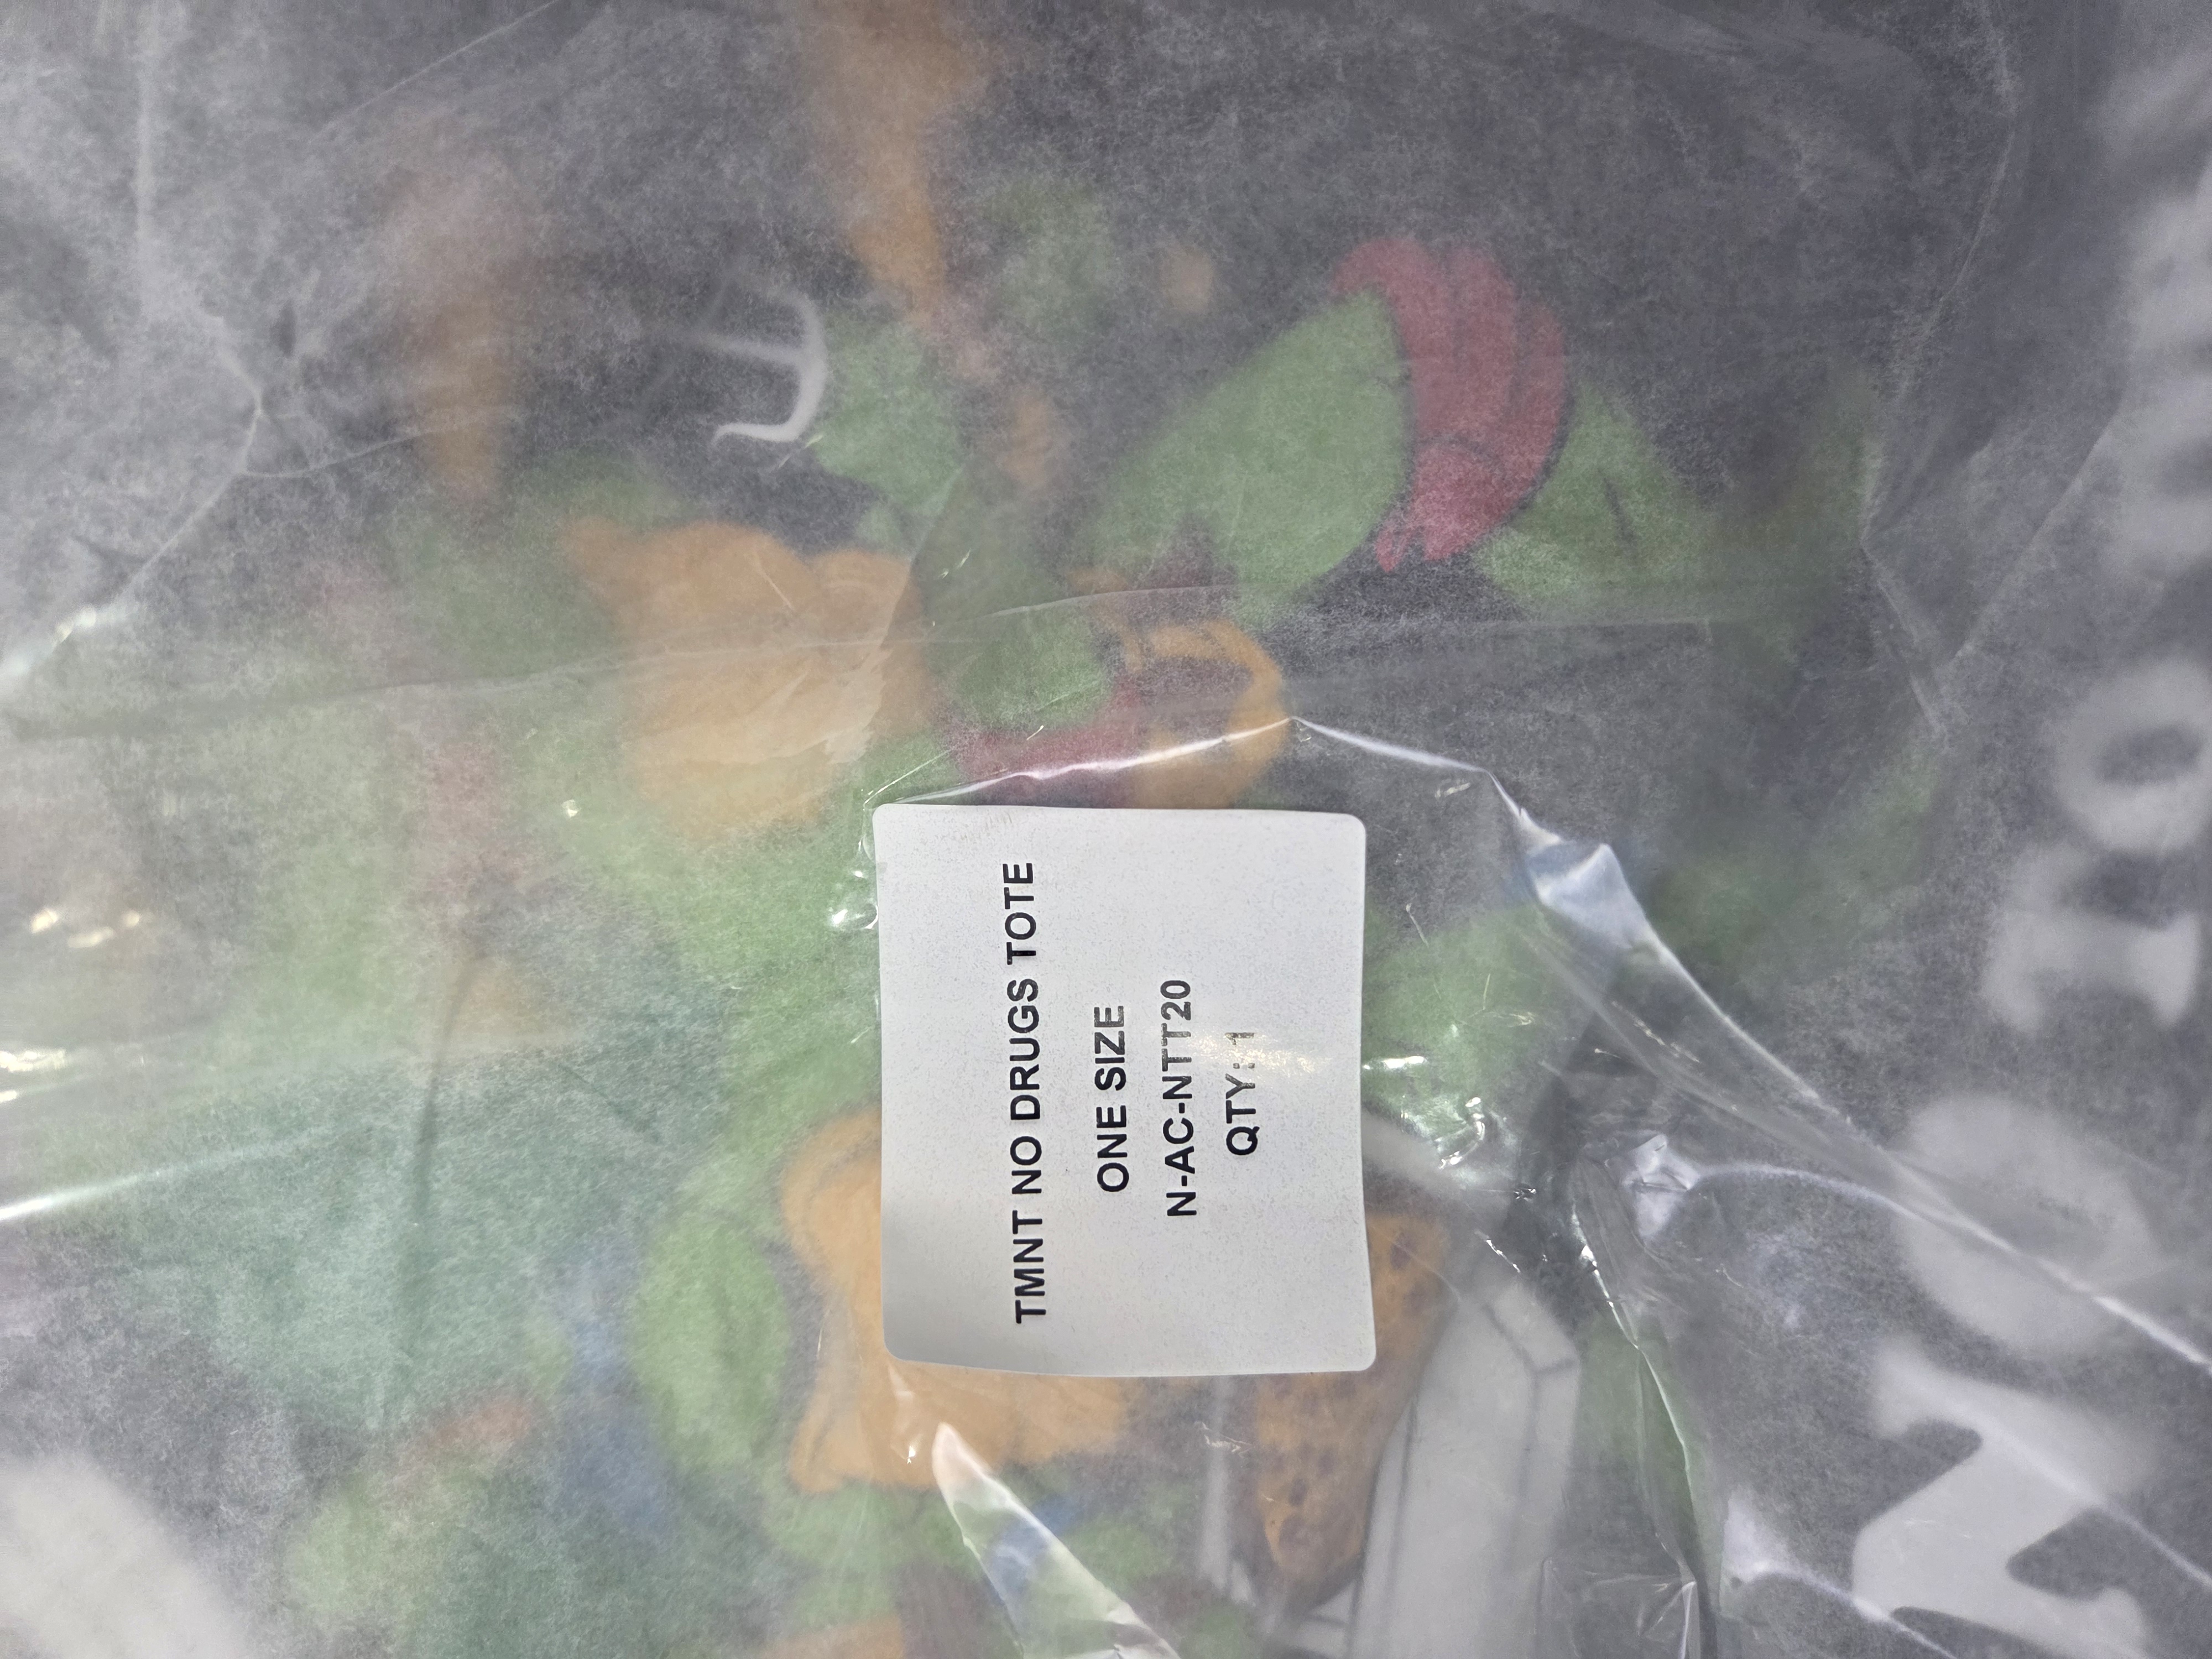 TMNT NO DRUGS TOTE
ONE SIZE
N-AC-NTT20
QTY: 1